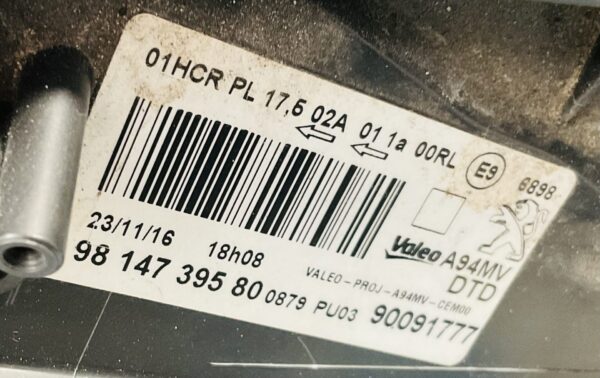 01HCR PL 17,5 02A 01 1a 00RL E9 6898
23/11/16 18h08 Valeo A94MV
VALEO-PROJ-A94MV-CEM00 DTD
98 147 395 80 0879 PU03 90091777